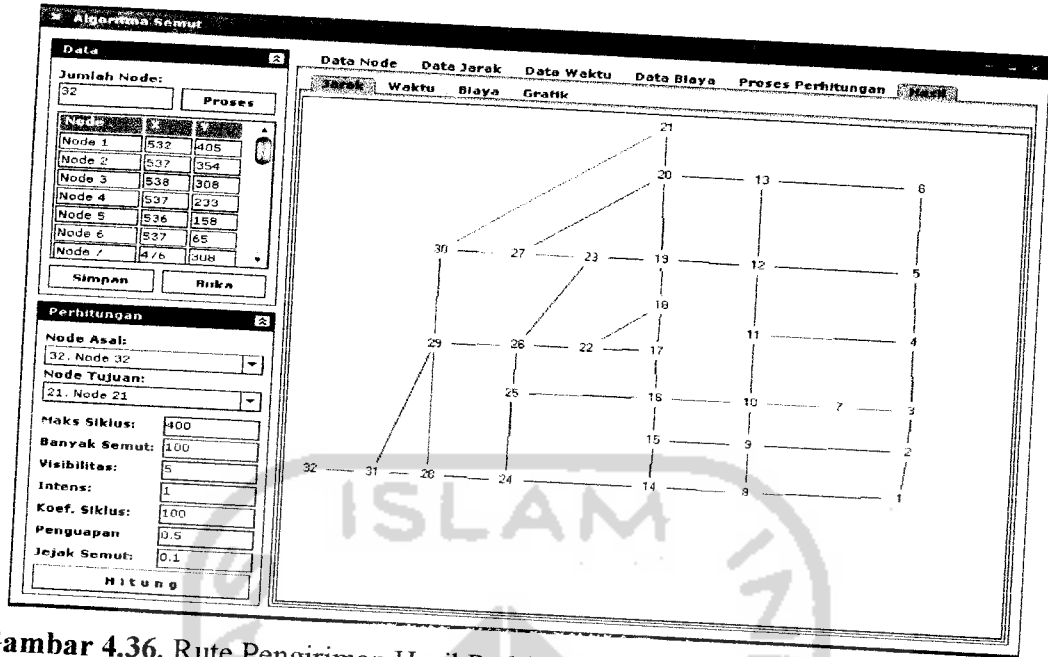 Algoritma Semut
Data
Jumlah Node:
32 Proses
Node X Y
Node 1 532 405
Node 2 537 354
Node 3 538 308
Node 4 537 233
Node 5 536 158
Node 6 537 65
Node 7 476 308
Simpan Buka
Perhitungan
Node Asal:
32. Node 32
Node Tujuan:
21. Node 21
Maks Siklus: 400
Banyak Semut: 100
Visibilitas: 5
Intens: 1
Koef. Siklus: 100
Penguapan 0.5
Jejak Semut: 0.1
Hitung
Data Node Data Jarak Data Waktu Data Biaya Proses Perhitungan Hasil
Jarak Waktu Biaya Grafik
21
20 13 6
30 27 23 19 12 5
18
29 26 22 17 11 4
25 16 10 7 3
15 9 2
32 31 28 24 14 8 1
ISLAM
Gambar 4.36. Rute Pengiriman Hasil